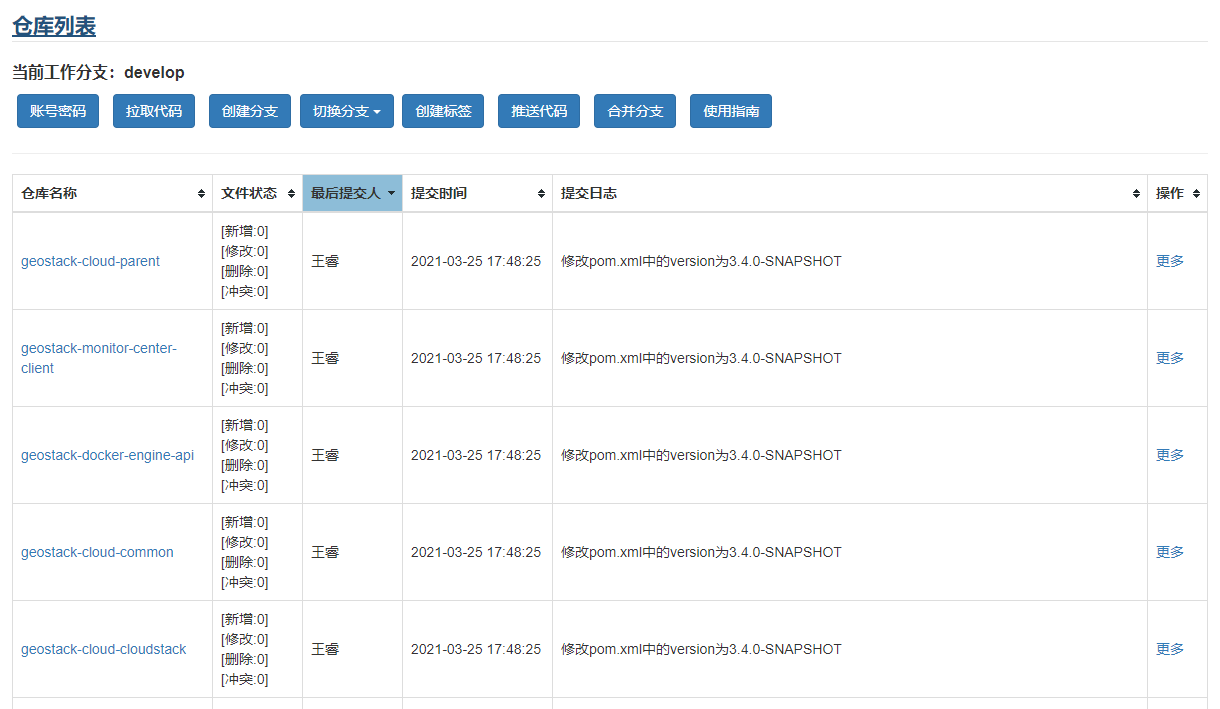 仓库列表
当前工作分支：develop
账号密码 拉取代码 创建分支 切换分支 创建标签 推送代码 合并分支 使用指南
仓库名称 文件状态 最后提交人 提交时间 提交日志 操作
[新增:0]
[修改:0]
geostack-cloud-parent 王睿 2021-03-25 17:48:25 修改pom.xml中的version为3.4.0-SNAPSHOT 更多
[删除:0]
[冲突:0]
[新增:0]
geostack-monitor-center- [修改:0]
王睿 2021-03-25 17:48:25 修改pom.xml中的version为3.4.0-SNAPSHOT 更多
client [删除:0]
[冲突:0]
[新增:0]
[修改:0]
geostack-docker-engine-api 王睿 2021-03-25 17:48:25 修改pom.xml中的version为3.4.0-SNAPSHOT 更多
[删除:0]
[冲突:0]
[新增:0]
[修改:0]
geostack-cloud-common 王睿 2021-03-25 17:48:25 修改pom.xml中的version为3.4.0-SNAPSHOT 更多
[删除:0]
[冲突:0]
[新增:0]
[修改:0]
geostack-cloud-cloudstack 王睿 2021-03-25 17:48:25 修改pom.xml中的version为3.4.0-SNAPSHOT 更多
[删除:0]
[冲突:0]